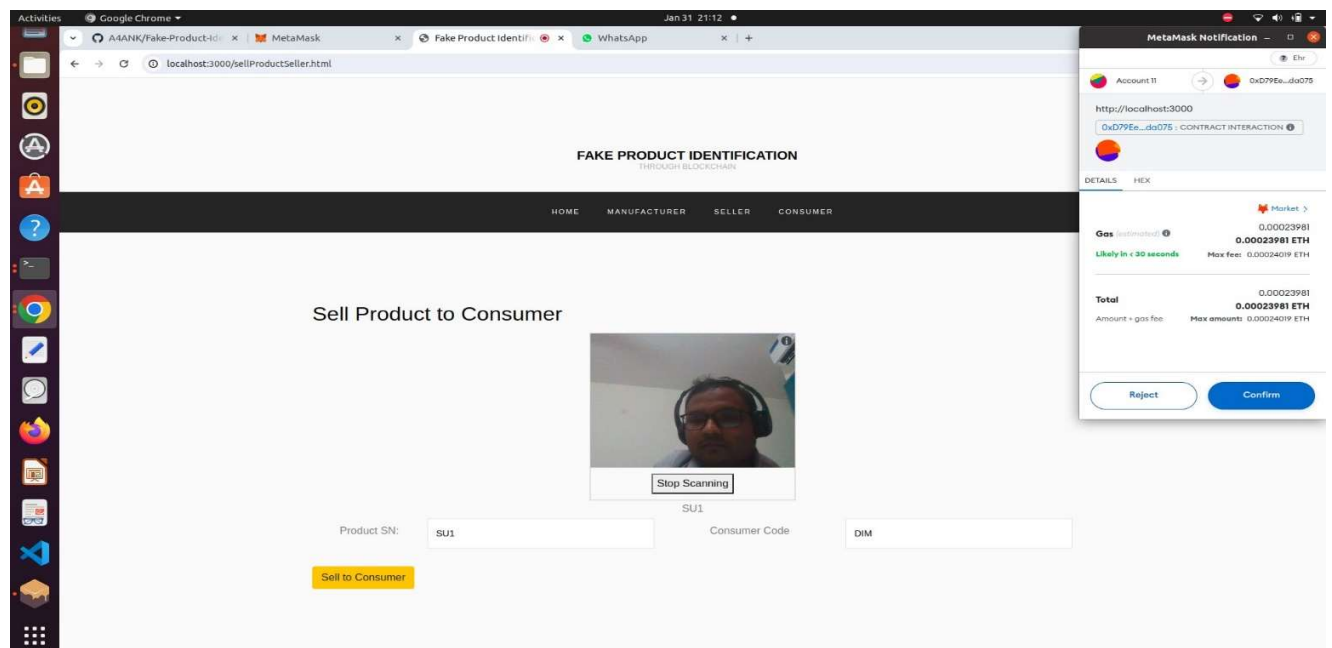 Activities Google Chrome Jan 31 21:12
A4ANK/Fake-Product-Ide MetaMask Fake Product Identific WhatsApp
localhost:3000/sellProductSeller.html
FAKE PRODUCT IDENTIFICATION
THROUGH BLOCKCHAIN
HOME MANUFACTURER SELLER CONSUMER
Sell Product to Consumer
Stop Scanning
SU1
Product SN: SU1 Consumer Code DIM
Sell to Consumer
MetaMask Notification
Ehr
Account 11 0xD79Ee...da075
http://localhost:3000
0xD79Ee...da075 : CONTRACT INTERACTION
DETAILS HEX
Market >
0.00023981
Gas (estimated) 0.00023981 ETH
Likely in < 30 seconds Max fee: 0.00024019 ETH
0.00023981
Total 0.00023981 ETH
Amount + gas fee Max amount: 0.00024019 ETH
Reject Confirm